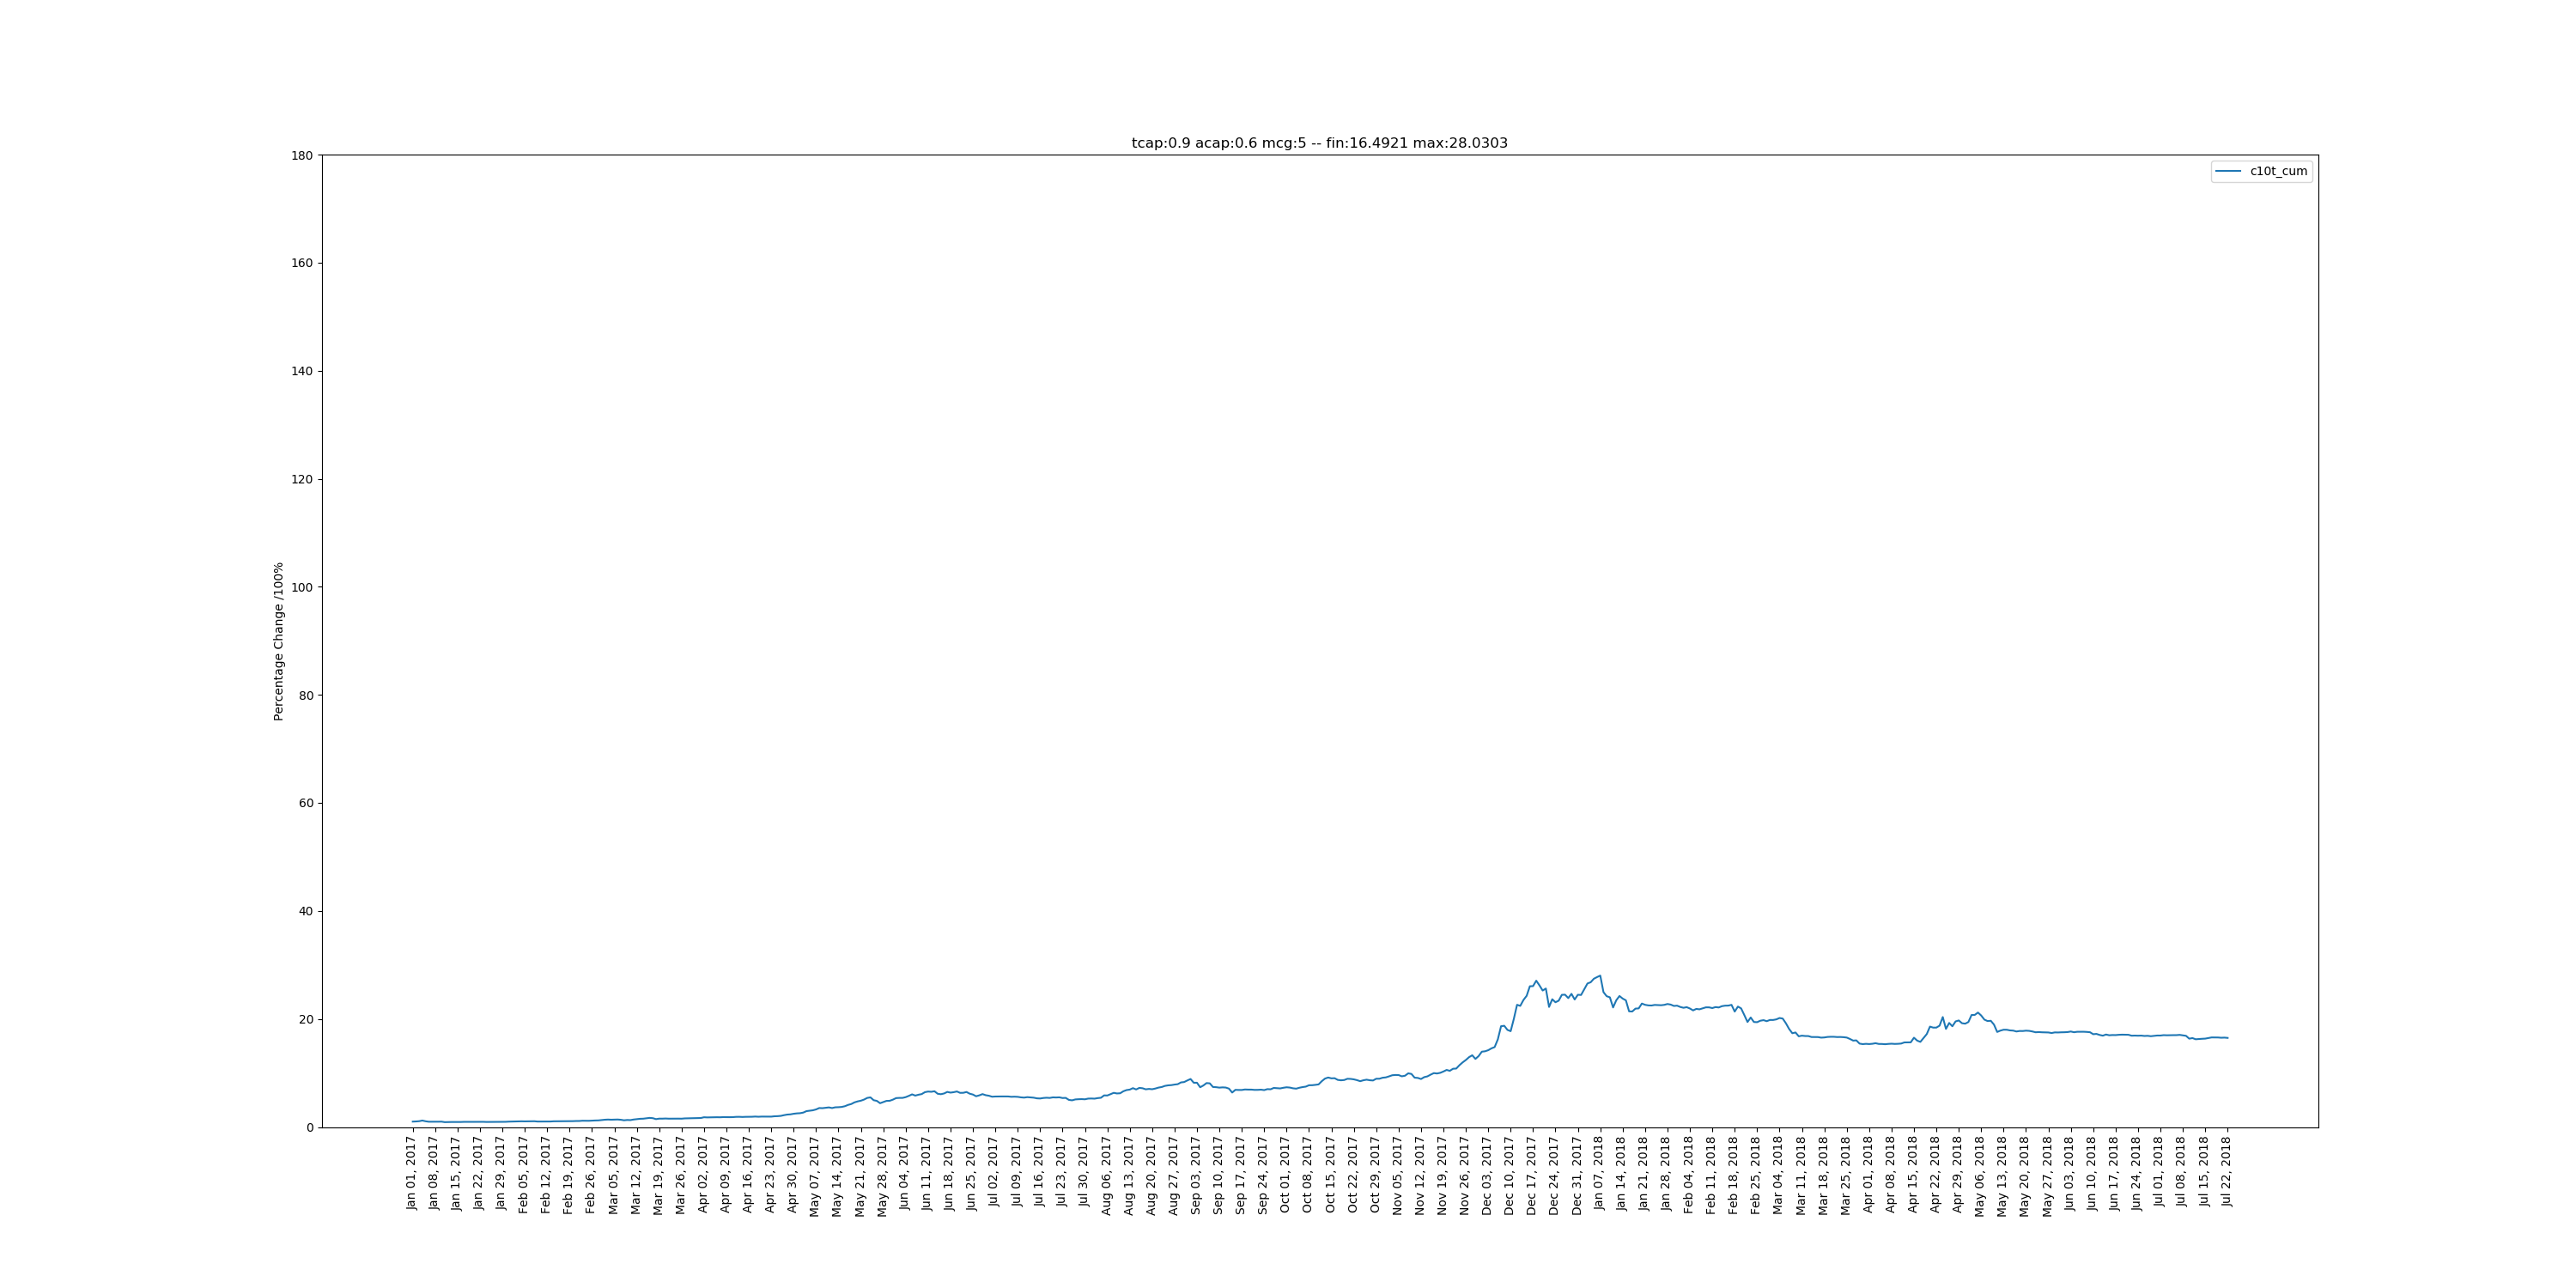 tcap:0.9 acap:0.6 mcg:5 -- fin:16.4921 max:28.0303
c10t_cum
180
160
140
120
100
80
60
40
20
0
Percentage Change /100%
Jan 01, 2017
Jan 08, 2017
Jan 15, 2017
Jan 22, 2017
Jan 29, 2017
Feb 05, 2017
Feb 12, 2017
Feb 19, 2017
Feb 26, 2017
Mar 05, 2017
Mar 12, 2017
Mar 19, 2017
Mar 26, 2017
Apr 02, 2017
Apr 09, 2017
Apr 16, 2017
Apr 23, 2017
Apr 30, 2017
May 07, 2017
May 14, 2017
May 21, 2017
May 28, 2017
Jun 04, 2017
Jun 11, 2017
Jun 18, 2017
Jun 25, 2017
Jul 02, 2017
Jul 09, 2017
Jul 16, 2017
Jul 23, 2017
Jul 30, 2017
Aug 06, 2017
Aug 13, 2017
Aug 20, 2017
Aug 27, 2017
Sep 03, 2017
Sep 10, 2017
Sep 17, 2017
Sep 24, 2017
Oct 01, 2017
Oct 08, 2017
Oct 15, 2017
Oct 22, 2017
Oct 29, 2017
Nov 05, 2017
Nov 12, 2017
Nov 19, 2017
Nov 26, 2017
Dec 03, 2017
Dec 10, 2017
Dec 17, 2017
Dec 24, 2017
Dec 31, 2017
Jan 07, 2018
Jan 14, 2018
Jan 21, 2018
Jan 28, 2018
Feb 04, 2018
Feb 11, 2018
Feb 18, 2018
Feb 25, 2018
Mar 04, 2018
Mar 11, 2018
Mar 18, 2018
Mar 25, 2018
Apr 01, 2018
Apr 08, 2018
Apr 15, 2018
Apr 22, 2018
Apr 29, 2018
May 06, 2018
May 13, 2018
May 20, 2018
May 27, 2018
Jun 03, 2018
Jun 10, 2018
Jun 17, 2018
Jun 24, 2018
Jul 01, 2018
Jul 08, 2018
Jul 15, 2018
Jul 22, 2018